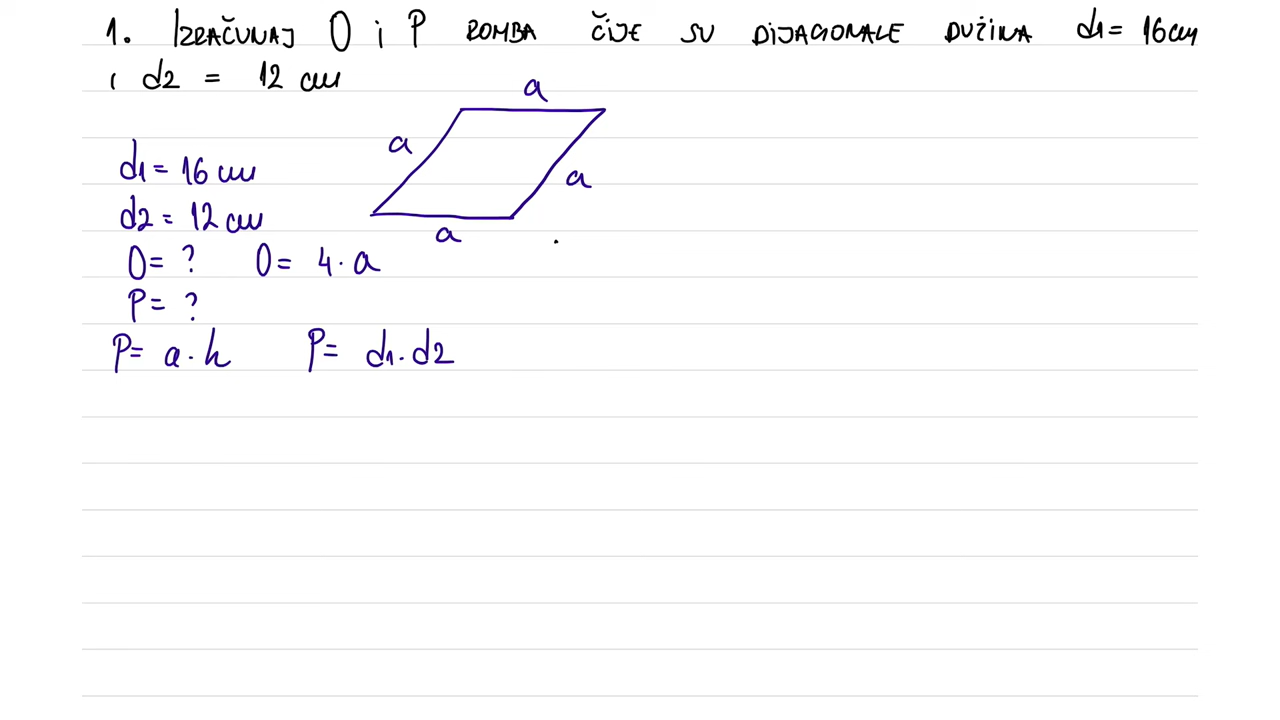 1. IZRAČUNAJ O i P ROMBA ČIJE SU DIJAGONALE DUŽINA d1 = 16cm
i d2 = 12 cm
a
a
d1 = 16 cm
a
d2 = 12 cm
a
O = ? O = 4 · a
P = ?
P = a · h P = d1 · d2